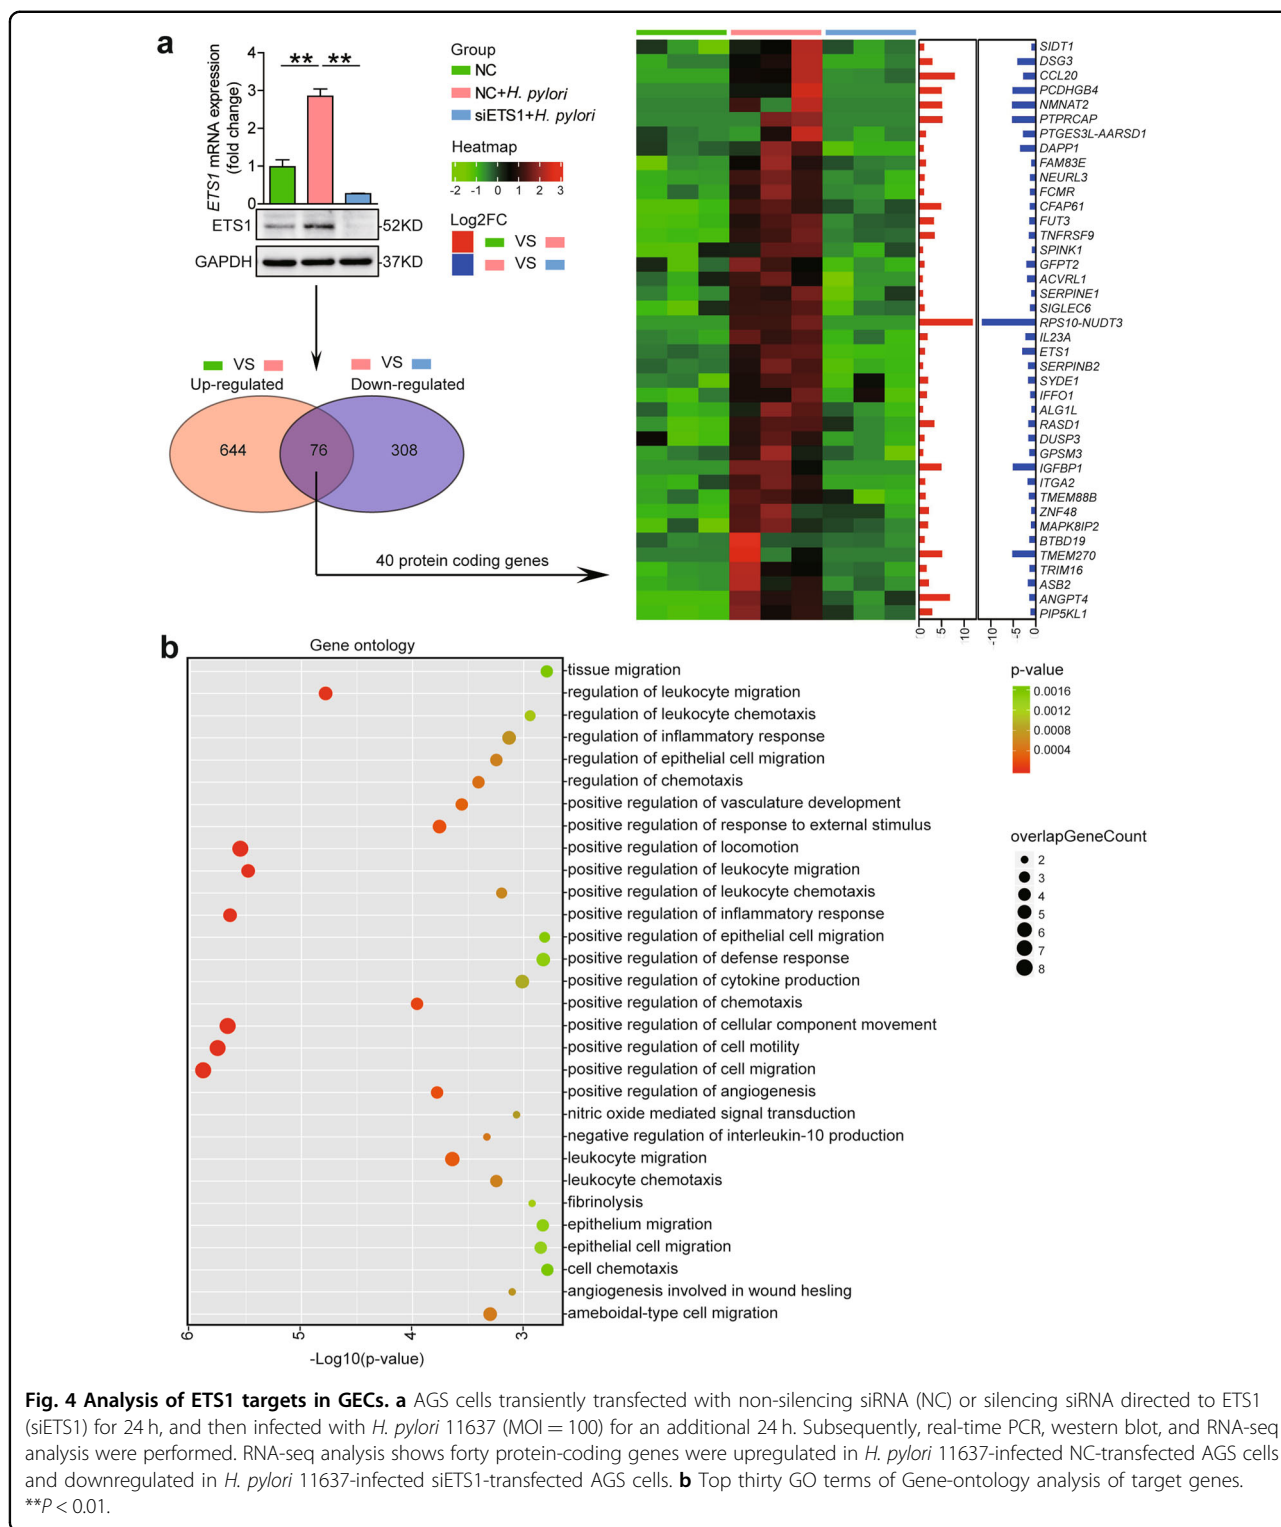 a
4
3
2
1
0
** **
ETS1 mRNA expression
(fold change)
ETS1
-52KD
GAPDH
-37KD
Group
NC
NC+H. pylori
siETS1+H. pylori
Heatmap
-2 -1 0 1 2 3
Log2FC
VS
VS
VS VS
Up-regulated Down-regulated
644 76 308
40 protein coding genes
SIDT1
DSG3
CCL20
PCDHGB4
NMNAT2
PTPRCAP
PTGES3L-AARSD1
DAPP1
FAM83E
NEURL3
FCMR
CFAP61
FUT3
TNFRSF9
SPINK1
GFPT2
ACVRL1
SERPINE1
SIGLEC6
RPS10-NUDT3
IL23A
ETS1
SERPINB2
SYDE1
IFFO1
ALG1L
RASD1
DUSP3
GPSM3
IGFBP1
ITGA2
TMEM88B
ZNF48
MAPK8IP2
BTBD19
TMEM270
TRIM16
ASB2
ANGPT4
PIP5KL1
0 5 10 -10 -5 0
b
Gene ontology
tissue migration
regulation of leukocyte migration
regulation of leukocyte chemotaxis
regulation of inflammatory response
regulation of epithelial cell migration
regulation of chemotaxis
positive regulation of vasculature development
positive regulation of response to external stimulus
positive regulation of locomotion
positive regulation of leukocyte migration
positive regulation of leukocyte chemotaxis
positive regulation of inflammatory response
positive regulation of epithelial cell migration
positive regulation of defense response
positive regulation of cytokine production
positive regulation of chemotaxis
positive regulation of cellular component movement
positive regulation of cell motility
positive regulation of cell migration
positive regulation of angiogenesis
nitric oxide mediated signal transduction
negative regulation of interleukin-10 production
leukocyte migration
leukocyte chemotaxis
fibrinolysis
epithelium migration
epithelial cell migration
cell chemotaxis
angiogenesis involved in wound hesling
ameboidal-type cell migration
6 5 4 3
-Log10(p-value)
p-value
0.0016
0.0012
0.0008
0.0004
overlapGeneCount
2
3
4
5
6
7
8
Fig. 4 Analysis of ETS1 targets in GECs. a AGS cells transiently transfected with non-silencing siRNA (NC) or silencing siRNA directed to ETS1
(siETS1) for 24 h, and then infected with H. pylori 11637 (MOI = 100) for an additional 24 h. Subsequently, real-time PCR, western blot, and RNA-seq
analysis were performed. RNA-seq analysis shows forty protein-coding genes were upregulated in H. pylori 11637-infected NC-transfected AGS cells
and downregulated in H. pylori 11637-infected siETS1-transfected AGS cells. b Top thirty GO terms of Gene-ontology analysis of target genes.
**P < 0.01.